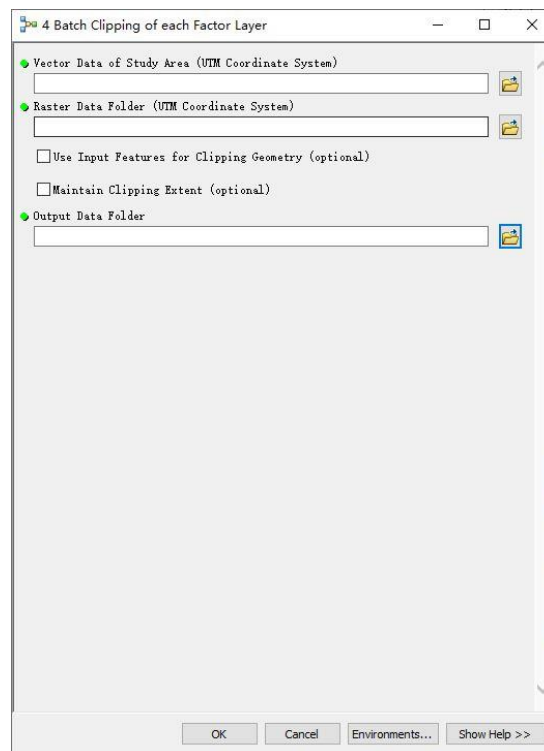 4 Batch Clipping of each Factor Layer
Vector Data of Study Area (UTM Coordinate System)
Raster Data Folder (UTM Coordinate System)
Use Input Features for Clipping Geometry (optional)
Maintain Clipping Extent (optional)
Output Data Folder
OK
Cancel
Environments...
Show Help >>